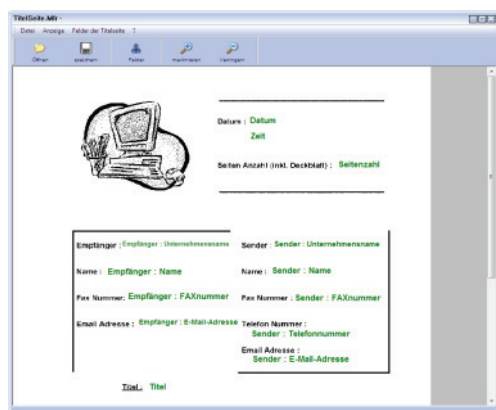 TitelSeite.Mfr -
Datei Anzeige Felder der Titelseite ?
Öffnen speichern Felder maximieren Verringern
Datum : Datum
Zeit
Seiten Anzahl (inkl. Deckblatt) : Seitenzahl
Empfänger : Empfänger : Unternehmensname Sender : Sender : Unternehmensname
Name : Empfänger : Name Name : Sender : Name
Fax Nummer: Empfänger : FAXnummer Fax Nummer : Sender : FAXnummer
Email Adresse : Empfänger : E-Mail-Adresse Telefon Nummer :
Sender : Telefonnummer
Email Adresse :
Sender : E-Mail-Adresse
Titel : Titel